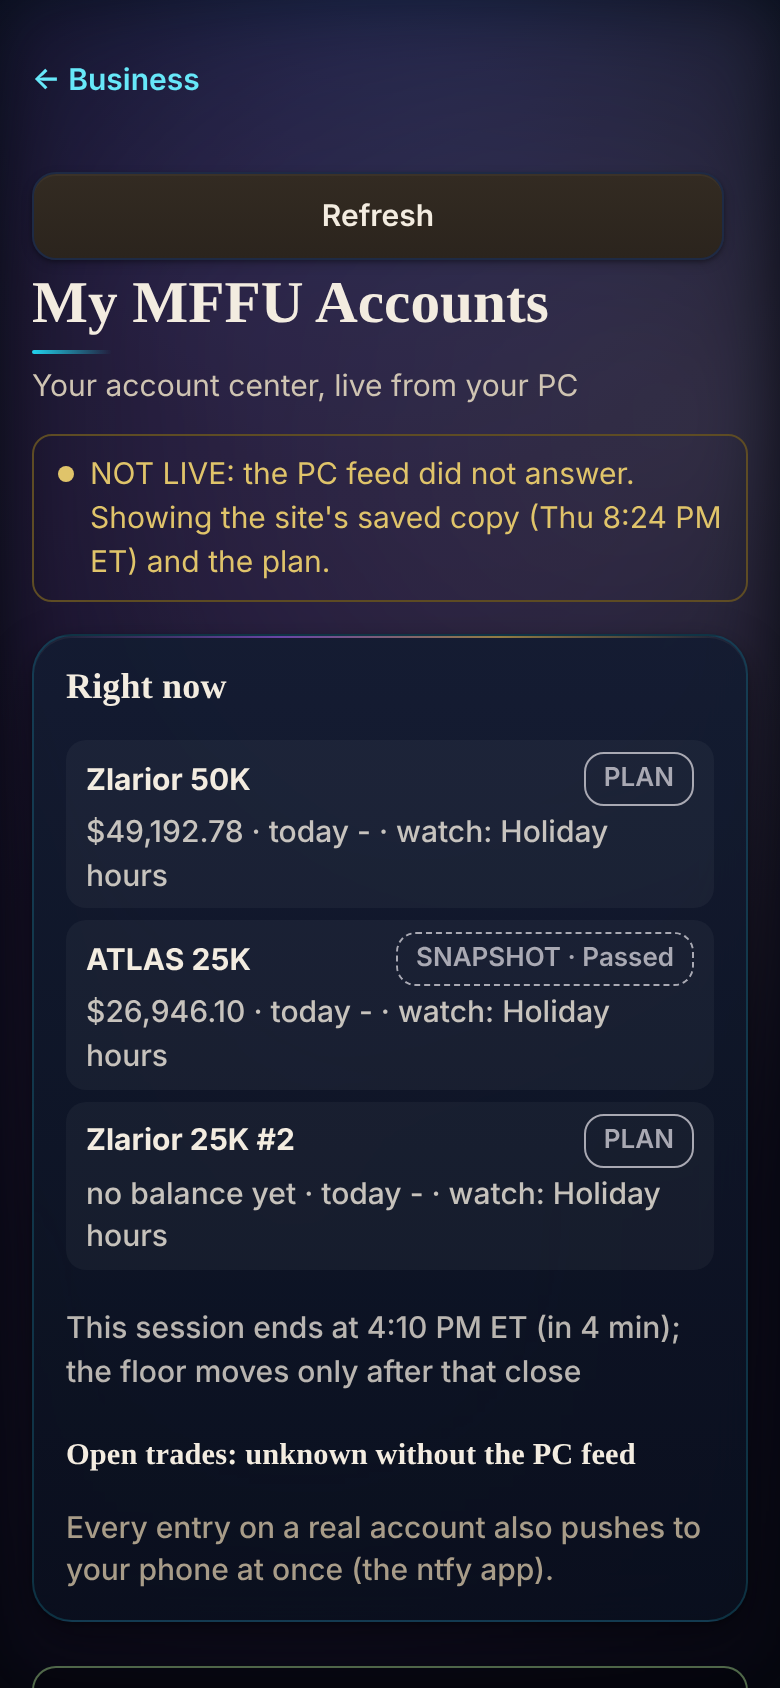 ← Business
Refresh
My MFFU Accounts
Your account center, live from your PC
NOT LIVE: the PC feed did not answer.
Showing the site's saved copy (Thu 8:24 PM
ET) and the plan.
Right now
Zlarior 50K
PLAN
$49,192.78 · today - · watch: Holiday
hours
ATLAS 25K
SNAPSHOT · Passed
$26,946.10 · today - · watch: Holiday
hours
Zlarior 25K #2
PLAN
no balance yet · today - · watch: Holiday
hours
This session ends at 4:10 PM ET (in 4 min);
the floor moves only after that close
Open trades: unknown without the PC feed
Every entry on a real account also pushes to
your phone at once (the ntfy app).